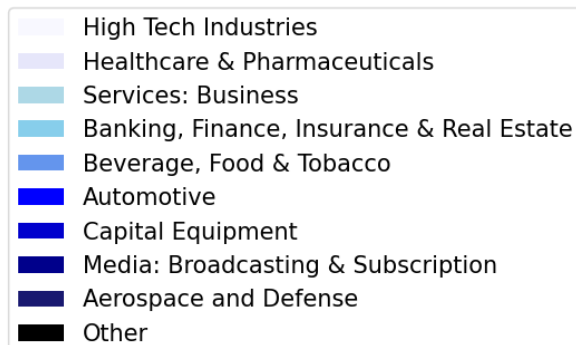 High Tech Industries
Healthcare & Pharmaceuticals
Services: Business
Banking, Finance, Insurance & Real Estate
Beverage, Food & Tobacco
Automotive
Capital Equipment
Media: Broadcasting & Subscription
Aerospace and Defense
Other